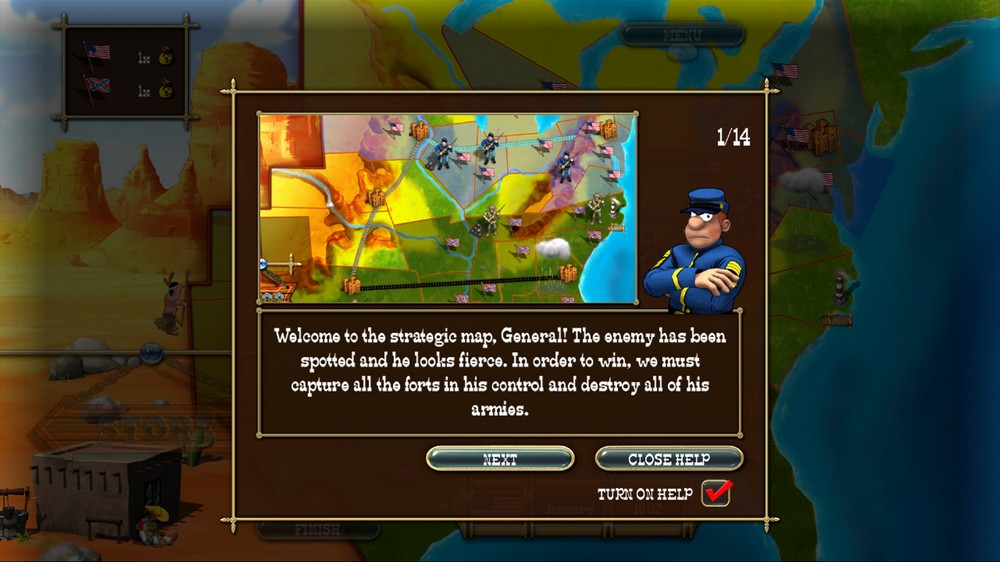 1x
1x
MENU
1/14
Welcome to the strategic map, General! The enemy has been
spotted and he looks fierce. In order to win, we must
capture all the forts in his control and destroy all of his
armies.
NEXT
CLOSE HELP
TURN ON HELP
STORE
FINISH
January